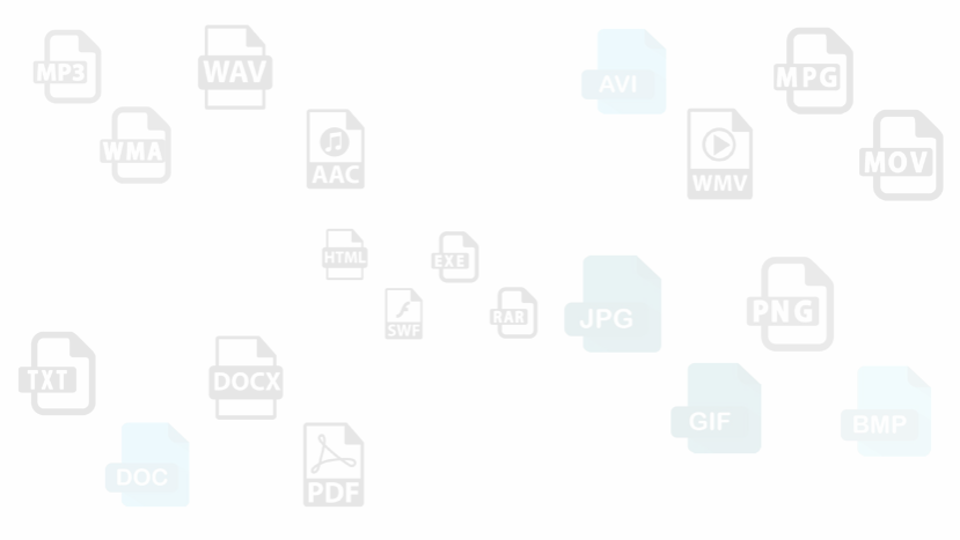 MP3
WAV
AVI
MPG
WMA
AAC
WMV
MOV
HTML
EXE
SWF
RAR
JPG
PNG
TXT
DOCX
GIF
BMP
DOC
PDF